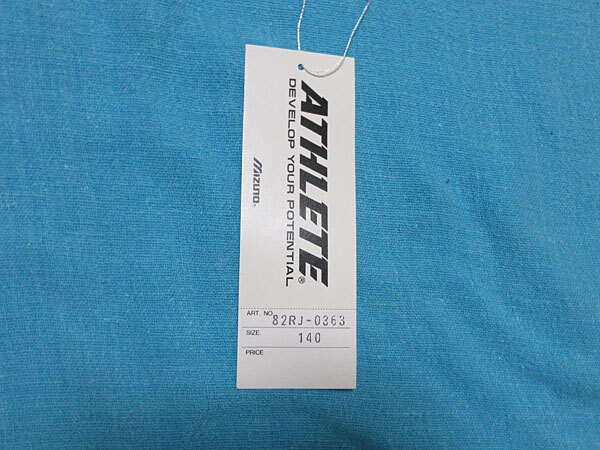 ATHLETE®
DEVELOP YOUR POTENTIAL
MIZUNO®
ART. NO. 82RJ-0363
SIZE. 140
PRICE